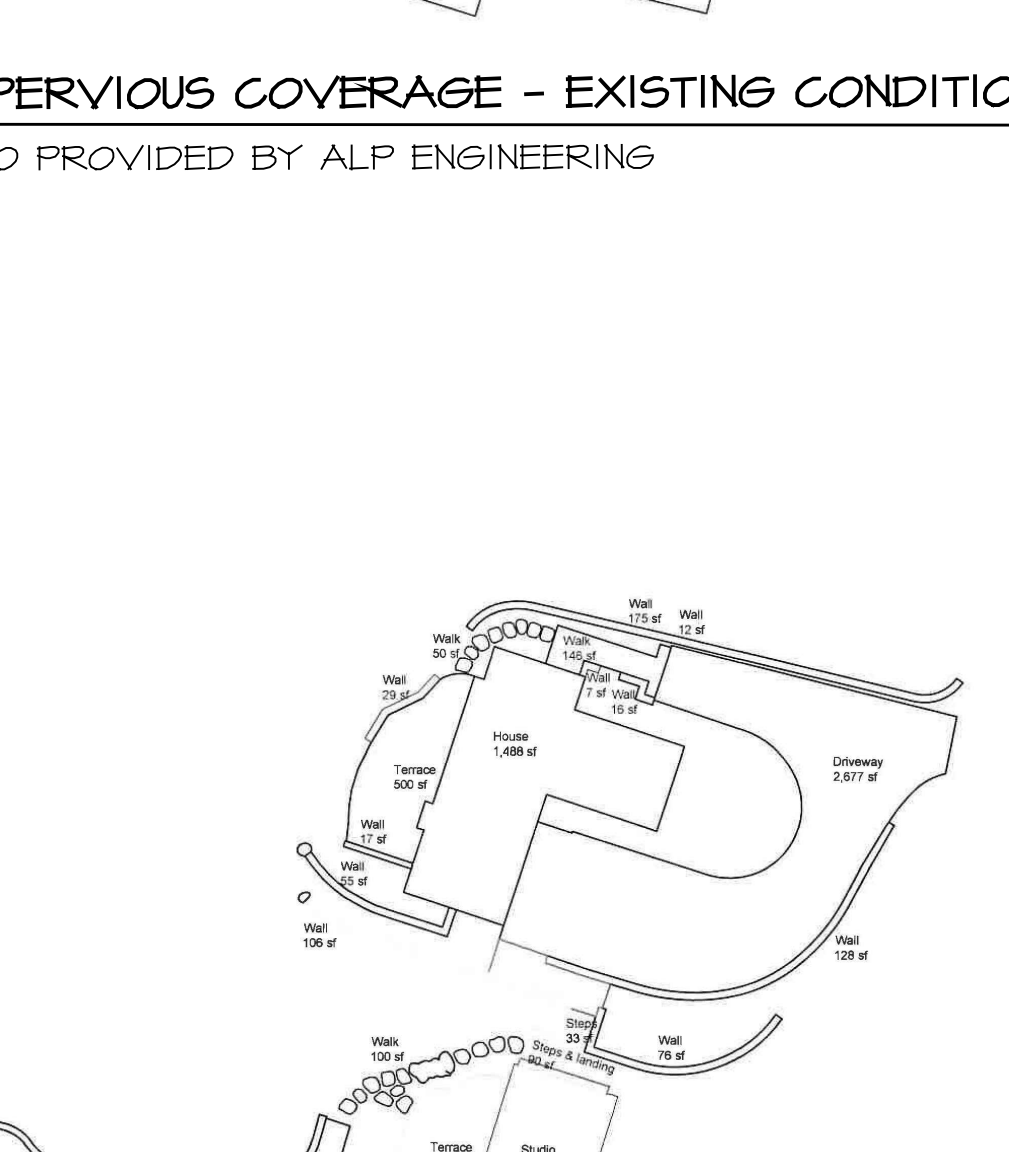 PERVIOUS COVERAGE - EXISTING CONDITIO
O PROVIDED BY ALP ENGINEERING
Wall
175 sf
Wall
12 sf
Walk
50 sf
Walk
146 sf
Wall
29 sf
Wall
7 sf
Wall
16 sf
House
1,488 sf
Driveway
2,677 sf
Terrace
500 sf
Wall
17 sf
Wall
55 sf
Wall
106 sf
Wall
128 sf
Steps
33 sf
Walk
100 sf
Steps & landing
90 sf
Wall
76 sf
Terrace
Studio